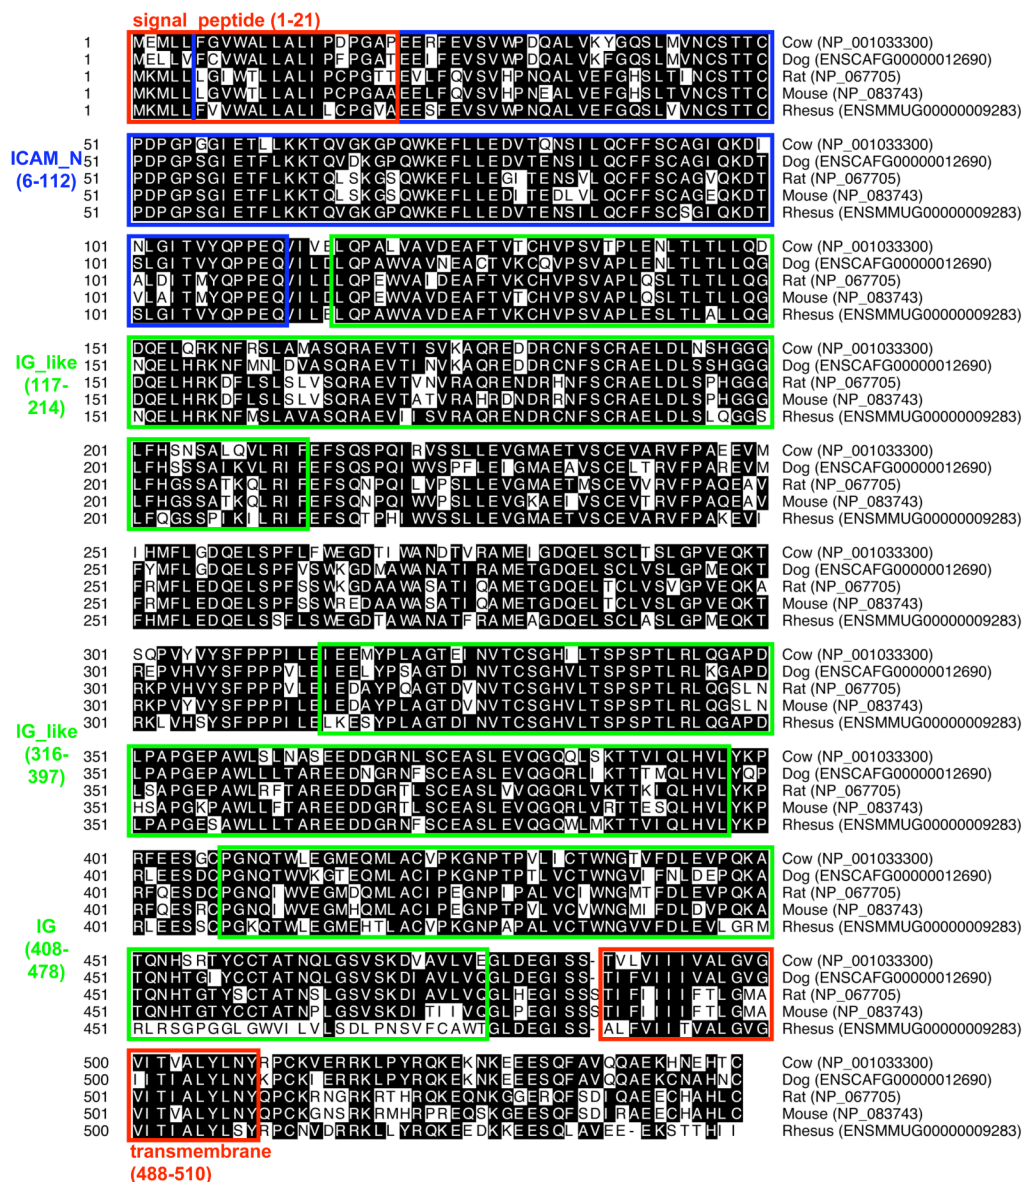 signal peptide (1-21)
1 MEMLLFGVWALLALIPDPGAPEERFEVSVWPDQALVKYGQSLMVNCSTTC Cow (NP_001033300)
1 MELLVFCVWALLALIPFPGATEEIFEVSVWPDQALVKFGQSLMVNCSTTC Dog (ENSCAFG00000012690)
1 MKMLLLGIWTLLALIPCPGTTEVLFQVSVHPNQALVEFGHSLTINCSTTC Rat (NP_067705)
1 MKMLLLGVWTLLALIPCPGAAEELFQVSVHPNEALVEFGHSLTVNCSTTC Mouse (NP_083743)
1 MKMLLFVVWALLALILCPGVAEESFEVSVWPNQALVEFGQSLVVNCSTTC Rhesus (ENSMMUG00000009283)
ICAM_N
(6-112)
51 PDPGPGGIETLLKKTQVGKGPQWKEFLLEDVTQNSILQCFFSCAGIQKDI Cow (NP_001033300)
51 PDPGPSGIETFLKKTQVDKGPQWKEFLLEDVTENSILQCFFSCAGIQKDT Dog (ENSCAFG00000012690)
51 PDPGPSGIETFLKKTQLSKGSQWKEFLLEGITENSVLQCFFSCAGVQKDT Rat (NP_067705)
51 PDPGPSGIETFLKKTQLSKGSQWKEFLLEDITEDLVLQCFFSCAGEQKDT Mouse (NP_083743)
51 PDPGPSGIETFLKKTQVGKGPQWKEFLLEDVTENSILQCFFSCSGIQKDT Rhesus (ENSMMUG00000009283)
101 NLGITVYQPPEQVIVELQPALVAVDEAFTVTCHVPSVTPLENLTLTLLQD Cow (NP_001033300)
101 SLGITVYQPPEQVILDLQPAWVAVNEACTVKCQVPSVAPLENLTLTLLQG Dog (ENSCAFG00000012690)
101 ALDITMYQPPEQVILDLQPEWVAIDEAFTVKCHVPSVAPLQSLTLTLLQG Rat (NP_067705)
101 VLAITMYQPPEQVILDLQPEWVAVDEAFTVTCHVPSVAPLQSLTLTLLQG Mouse (NP_083743)
101 SLGITVYQPPEQVILELQPAWVAVDEAFTVKCHVPSVAPLESLTLALLQG Rhesus (ENSMMUG00000009283)
IG_like
(117-
214)
151 DQELQRKNFRSLAMASQRAEVTISVKAQREDDRCNFSCRAELDLNSHGGG Cow (NP_001033300)
151 NQELHRKNFMNLDVASQRAEVTINVKAQREDDRCNFSCRAELDLSSHGGG Dog (ENSCAFG00000012690)
151 DQELHRKDFLSLSLVSQRAEVTVNVRAQRENDRHNFSCRAELDLSPHGGG Rat (NP_067705)
151 DQELHRKDFLSLSLVSQRAEVTATVRAHRDNDRRNFSCRAELDLSPHGGG Mouse (NP_083743)
151 NQELHRKNFMSLAVASQRAEVIISVRAQRENDRCNFSCRAELDLSLQGGS Rhesus (ENSMMUG00000009283)
201 LFHSNSALQVLRIFEFSQSPQIRVSSLLEVGMAETVSCEVARVFPAEEVM Cow (NP_001033300)
201 LFHSSSAIKVLRIFEFSQSPQIWVSPFLEIGMAEAVSCELTRVFPAREVM Dog (ENSCAFG00000012690)
201 LFHGSSATKQLRIFEFSQNPQILVPSLLEVGMAETMSCEVVRVFPAQEAV Rat (NP_067705)
201 LFHGSSATKQLRIFEFSQNPQIWVPSLLEVGKAEIVSCEVTRVFPAQEAV Mouse (NP_083743)
201 LFQGSSPIKILRIFEFSQTPHIWVSSLLEVGMAETVSCEVARVFPAKEVI Rhesus (ENSMMUG00000009283)
251 IHMFLGDQELSPFLFWEGDTIWANDTVRAMEIGDQELSCLTSLGPVEQKT Cow (NP_001033300)
251 FYMFLGDQELSPFVSWKGDMAWANATIRAMETGDQELSCLVSLGPMEQKT Dog (ENSCAFG00000012690)
251 FRMFLEDQELSPFSSWKGDAAWASATIQAMETGDQELTCLVSVGPVEQKA Rat (NP_067705)
251 FRMFLEDQELSPFSSWREDAAWASATIQAMETGDQELTCLVSLGPVEQKT Mouse (NP_083743)
251 FHMFLEDQELSSFLSWEGDTAWANATFRAMEAGDQELSCLASLGPMEQKT Rhesus (ENSMMUG00000009283)
IG_like
(316-
397)
301 SQPVYVYSFPPPILEIEEMYPLAGTEINVTCSGHILTSPSPTLRLQGAPD Cow (NP_001033300)
301 REPVHVYSFPPPVLEIEELYPSAGTDINVTCSGHVLTSPSPTLRLKGAPD Dog (ENSCAFG00000012690)
301 RKPVHVYSFPPPVLEIEDAYPQAGTDVNVTCSGHVLTSPSPTLRLQGSLN Rat (NP_067705)
301 RKPVYVYSFPPPILEIEDAYPLAGTDVNVTCSGHVLTSPSPTLRLQGSLN Mouse (NP_083743)
301 RKLVHSYSFPPPILELKESYPLAGTDINVTCSGHVLTSPSPTLRLQGAPD Rhesus (ENSMMUG00000009283)
351 LPAPGEPAWLSLNASEEDDGRNLSCEASLEVQGQQLSKTTVIQLHVLYKP Cow (NP_001033300)
351 LPAPGEPAWLLLTAREEDNGRNFSCEASLEVQGQRLIKTTMQLHVLYQP Dog (ENSCAFG00000012690)
351 LSAPGEPAWLRFTAREEDDGRTLSCEASLVVQGQRLVKTTKIQLHVLYKP Rat (NP_067705)
351 HSAPGKPAWLLFTAREEDDGRTLSCEASLEVQGQRLVRTTESQLHVLYKP Mouse (NP_083743)
351 LPAPGESAWLLLTAREEDDGRNFSCEASLEVQGQWLMKTTVIQLHVLYKP Rhesus (ENSMMUG00000009283)
IG
(408-
478)
401 RFEESGCPGNQTWLEGMEQMLACVPKGNPTPVLICTWNGTVFDLEVPQKA Cow (NP_001033300)
401 RLEESDCPGNQTWVKGTEQMLACIPKGNPTPTLVCTWNGVIFNLDEPQKA Dog (ENSCAFG00000012690)
401 RFQESDCPGNQIWVEGMDQMLACIPEGNPIPALVCIWNGMTFDLEVPQKA Rat (NP_067705)
401 RFQESRCPGNQIWVEGMHQMLACIPEGNPTPVLVCVWNGMIFDLDVPQKA Mouse (NP_083743)
401 RLEESSCPGKQTWLEGMEHTLACVPKGNPAPALVCTWNGVVFDLEVLGRM Rhesus (ENSMMUG00000009283)
451 TQNHSRTYCCTATNQLGSVSKDVAVLVEGLDEGISS-TVLVIIIVALGVG Cow (NP_001033300)
451 TQNHTGIYCCTATNQLGSVSKDIAVLVQGLDEGISS-TIFVIIIVALGVG Dog (ENSCAFG00000012690)
451 TQNHTGTYSCTATNSLGSVSKDIAVLVQGLHEGISSSTIFIIIIFTLGMA Rat (NP_067705)
451 TQNHTGTYCCTATNPLGSVSKDITIIVQGLPEGISSSTIFVIIIFTLGMA Mouse (NP_083743)
451 RLRSGPGGLGWVILVLSDLPNSVFCAWTGLDEGISS-ALFVIITVALGVG Rhesus (ENSMMUG00000009283)
500 VITVALYLNYRPCKVERRKLPYRQKEKNKEEESQFAVQQAEKHNEHTC Cow (NP_001033300)
500 IITIALYLNYKPCKIERRKLPYRQKEKNKEEESQFAVQQAEKCNAHNC Dog (ENSCAFG00000012690)
501 VITIALYLNYQPCKRNGRKRTHRQKEQNKGGERQFSDIQAEECHAHLC Rat (NP_067705)
501 VITVALYLNYQPCKGNSRKRMHRPREQSKGEESQFSDIRAEECHAHLC Mouse (NP_083743)
500 VITIALYLSYRPCNVDRRKLLYRQKEEDKKEESQLAVEE-EKSTTHII Rhesus (ENSMMUG00000009283)
transmembrane
(488-510)